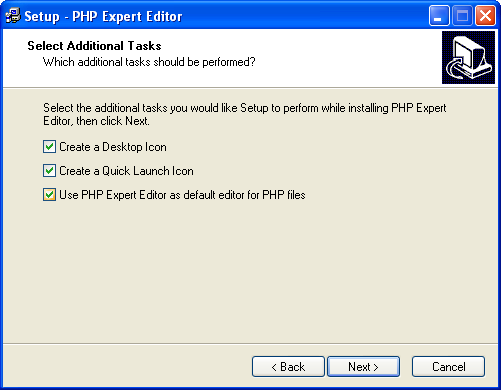 Setup - PHP Expert Editor
Select Additional Tasks
Which additional tasks should be performed?
Select the additional tasks you would like Setup to perform while installing PHP Expert
Editor, then click Next.
Create a Desktop Icon
Create a Quick Launch Icon
Use PHP Expert Editor as default editor for PHP files
< Back
Next >
Cancel